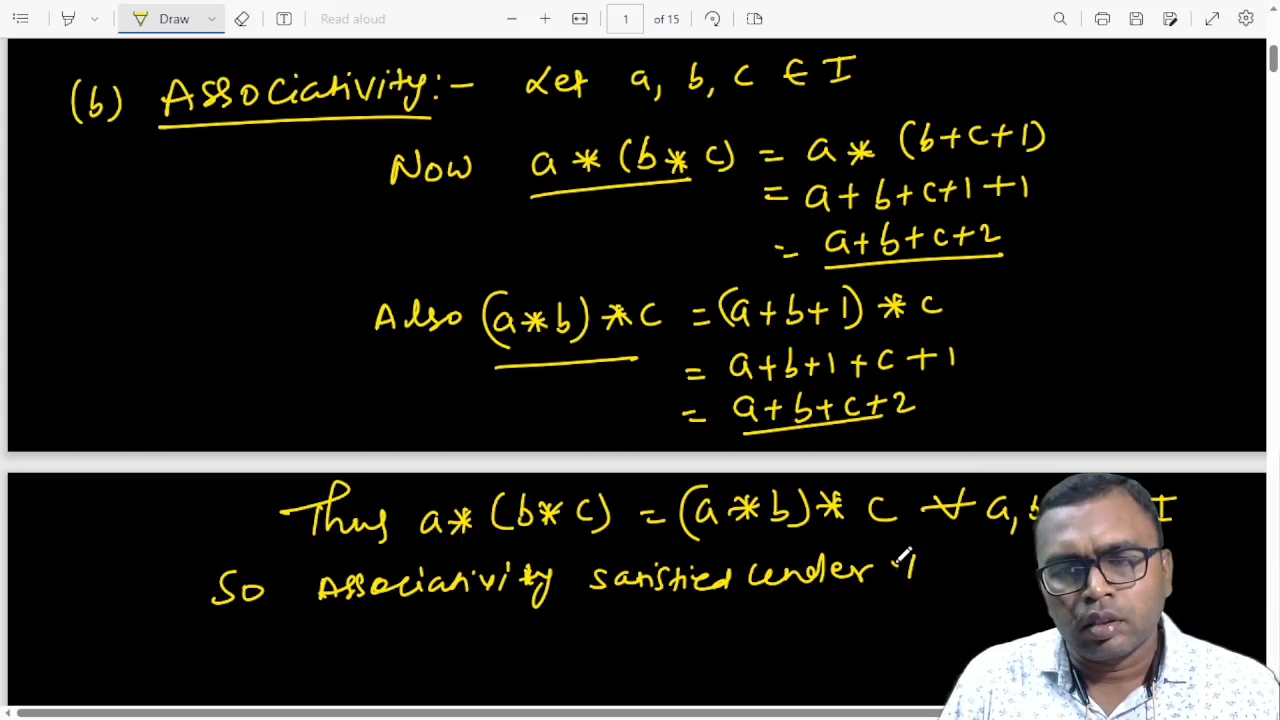 Draw
Read aloud
1 of 15
(b) Associativity:- Let a, b, c ∈ I
Now a * (b * c) = a * (b+c+1)
= a+b+c+1+1
= a+b+c+2
Also (a*b) * c = (a+b+1) * c
= a+b+1+c+1
= a+b+c+2
Thus a* (b* c) = (a *b)* c ∀ a, I
So Associativity satisfied under